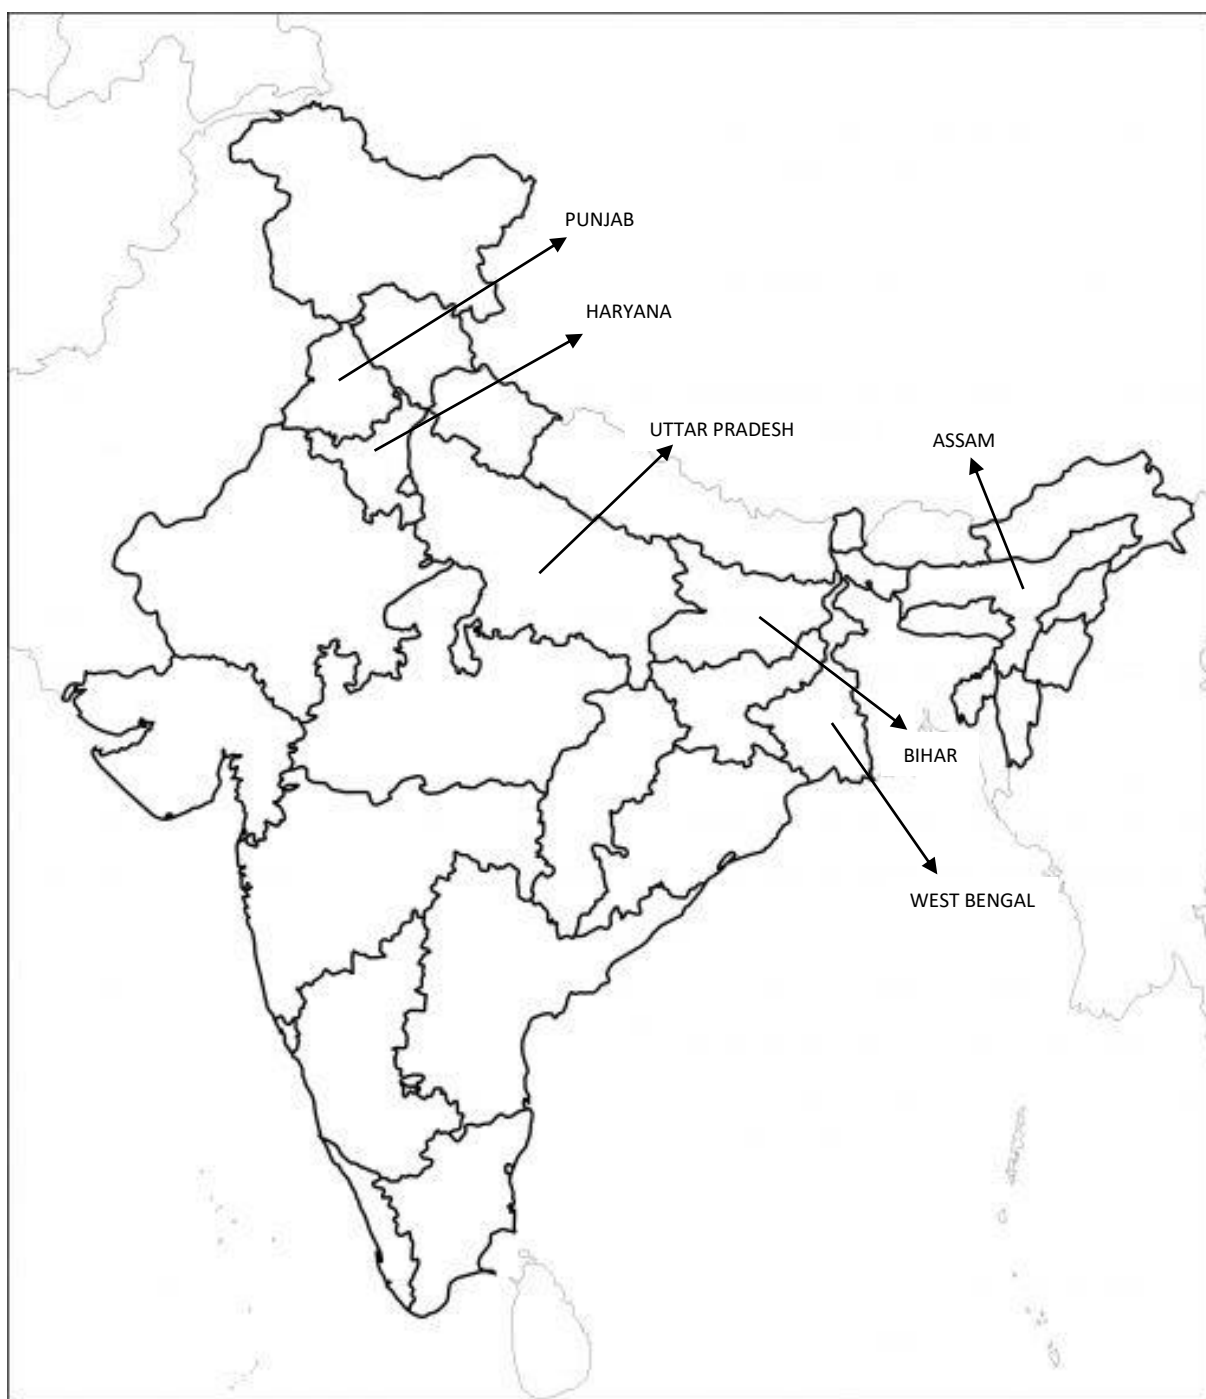 PUNJAB
HARYANA
UTTAR PRADESH
ASSAM
BIHAR
WEST BENGAL